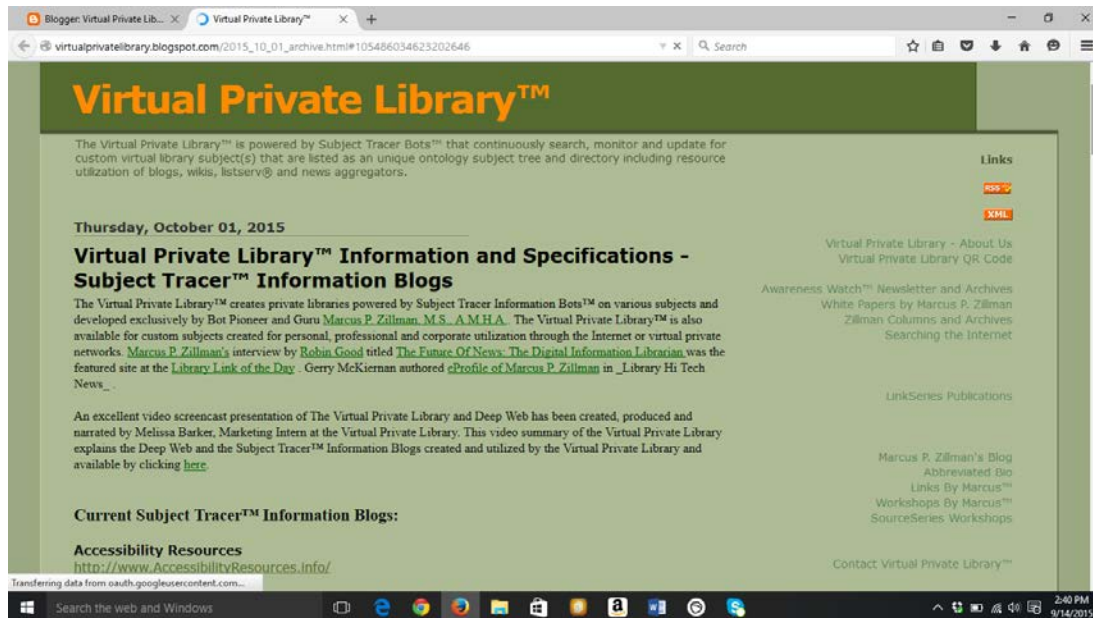 Blogger: Virtual Private Lib...
Virtual Private Library™
virtualprivatelibrary.blogspot.com/2015_10_01_archive.html#105486034623202646
Search
Virtual Private Library™
The Virtual Private Library™ is powered by Subject Tracer Bots™ that continuously search, monitor and update for
custom virtual library subject(s) that are listed as an unique ontology subject tree and directory including resource
utilization of blogs, wikis, listserv® and news aggregators.
Thursday, October 01, 2015
Virtual Private Library™ Information and Specifications -
Subject Tracer™ Information Blogs
The Virtual Private Library™ creates private libraries powered by Subject Tracer Information Bots™ on various subjects and
developed exclusively by Bot Pioneer and Guru Marcus P. Zillman, M.S., A.M.H.A.. The Virtual Private Library™ is also
available for custom subjects created for personal, professional and corporate utilization through the Internet or virtual private
networks. Marcus P. Zillman's interview by Robin Good titled The Future Of News: The Digital Information Librarian was the
featured site at the Library Link of the Day . Gerry McKiernan authored eProfile of Marcus P. Zillman in _Library Hi Tech
News_ .
An excellent video screencast presentation of The Virtual Private Library and Deep Web has been created, produced and
narrated by Melissa Barker, Marketing Intern at the Virtual Private Library. This video summary of the Virtual Private Library
explains the Deep Web and the Subject Tracer™ Information Blogs created and utilized by the Virtual Private Library and
available by clicking here.
Current Subject Tracer™ Information Blogs:
Accessibility Resources
http://www.AccessibilityResources.info/
Links
RSS
XML
Virtual Private Library - About Us
Virtual Private Library QR Code
Awareness Watch™ Newsletter and Archives
White Papers by Marcus P. Zillman
Zillman Columns and Archives
Searching the Internet
LinkSeries Publications
Marcus P. Zillman's Blog
Abbreviated Bio
Links By Marcus™
Workshops By Marcus™
SourceSeries Workshops
Contact Virtual Private Library™
Transferring data from oauth.googleusercontent.com...
Search the web and Windows
2:40 PM
9/14/2015